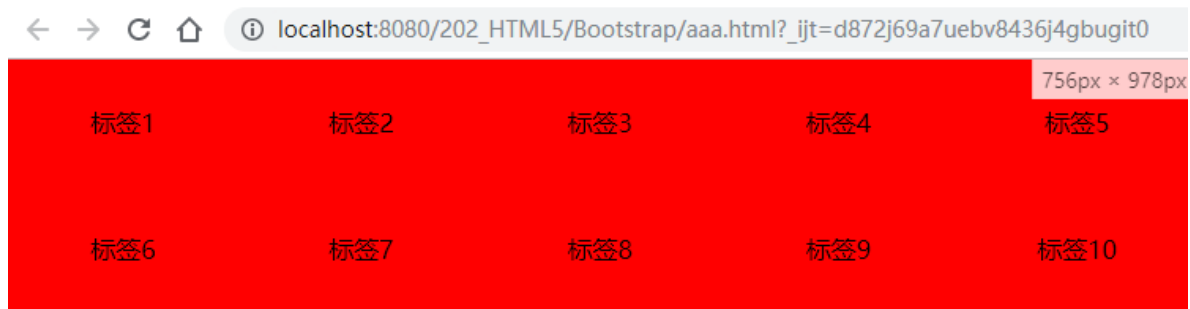 localhost:8080/202_HTML5/Bootstrap/aaa.html?_ijt=d872j69a7uebv8436j4gbugit0
756px × 978px
标签1 标签2 标签3 标签4 标签5
标签6 标签7 标签8 标签9 标签10